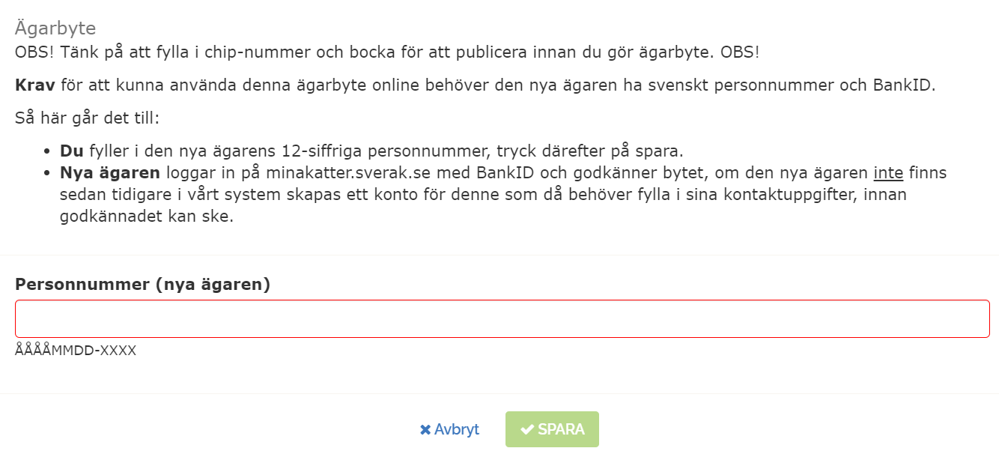 Ägarbyte
OBS! Tänk på att fylla i chip-nummer och bocka för att publicera innan du gör ägarbyte. OBS!
Krav för att kunna använda denna ägarbyte online behöver den nya ägaren ha svenskt personnummer och BankID.
Så här går det till:
• Du fyller i den nya ägarens 12-siffriga personnummer, tryck därefter på spara.
• Nya ägaren loggar in på minakatter.sverak.se med BankID och godkänner bytet, om den nya ägaren inte finns
sedan tidigare i vårt system skapas ett konto för denne som då behöver fylla i sina kontaktuppgifter, innan
godkännadet kan ske.
Personnummer (nya ägaren)
ÅÅÅÅMMDD-XXXX
Avbryt
SPARA